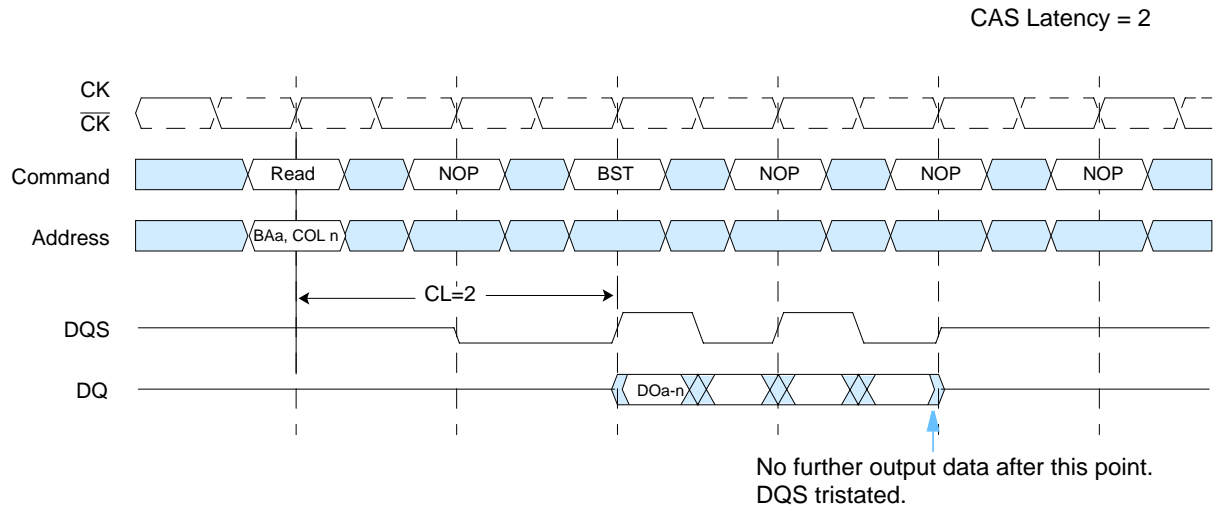 CAS Latency = 2
CK
CK
Command
Read
NOP
BST
NOP
NOP
NOP
Address
BAa, COL n
CL=2
DQS
DQ
DOa-n
No further output data after this point.
DQS tristated.